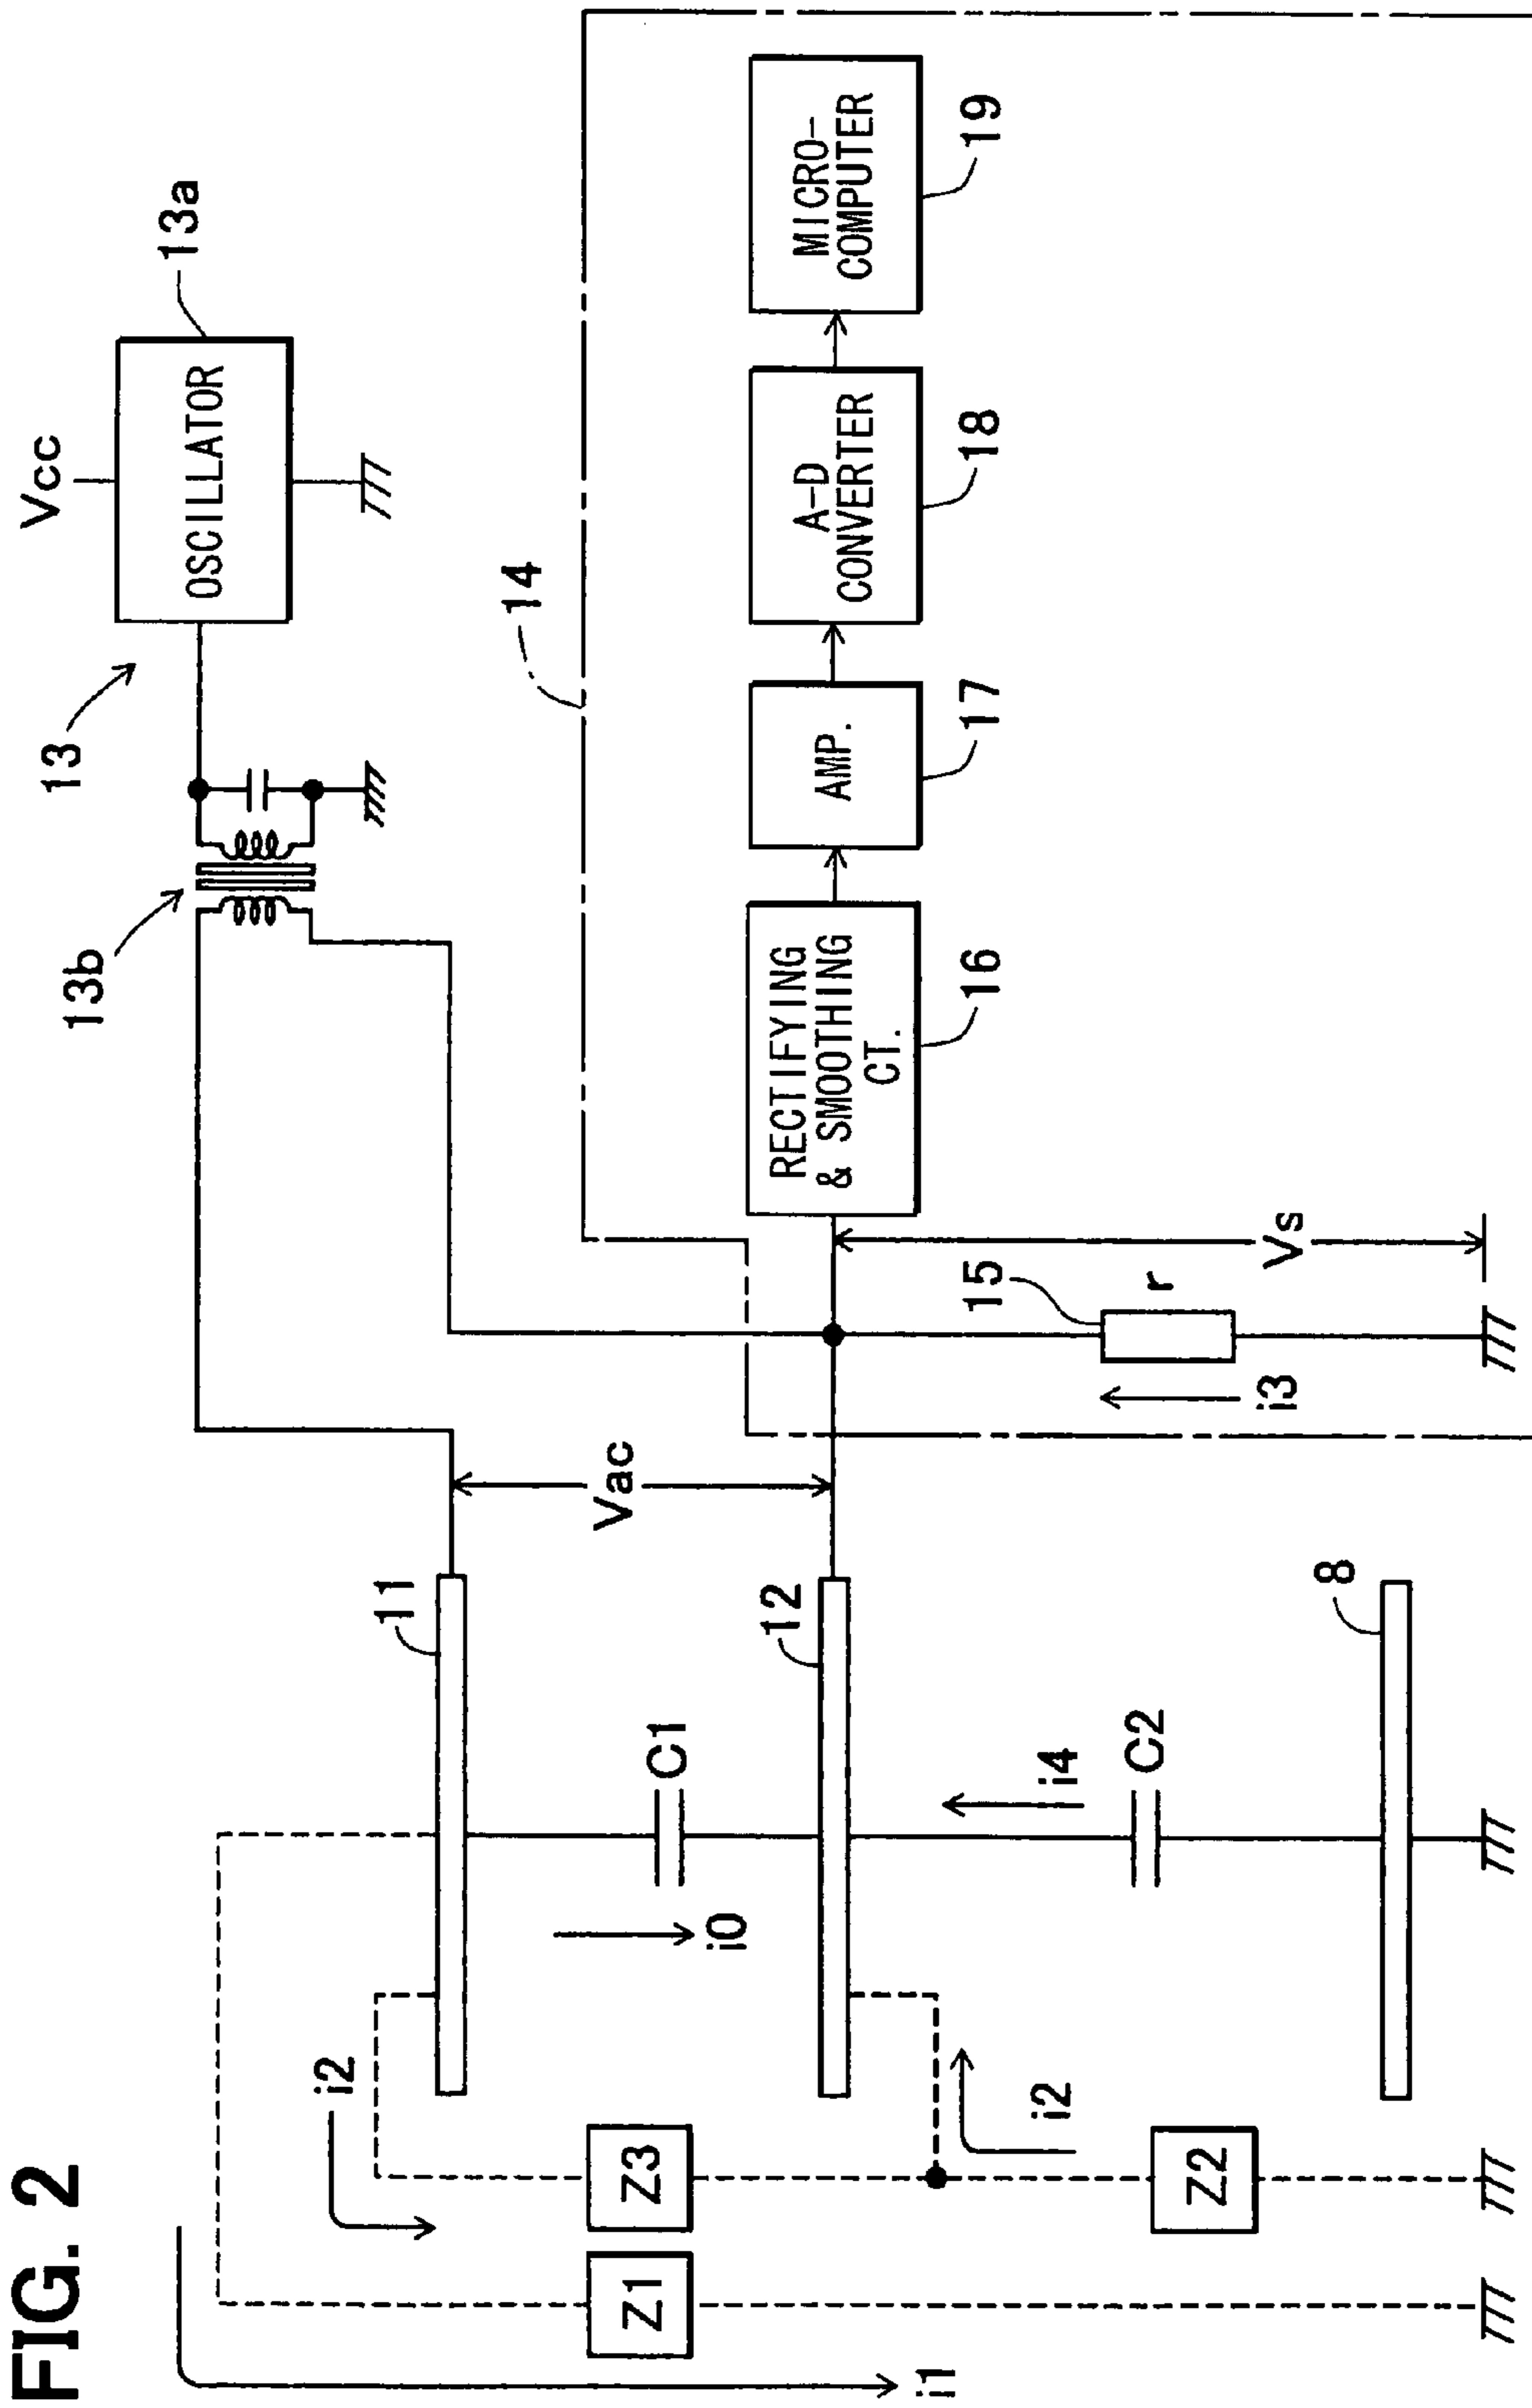 FIG. 2
Vcc
OSCILLATOR
13
13a
13b
14
MICRO-
COMPUTER
19
A-D
CONVERTER
18
AMP.
17
RECTIFYING
& SMOOTHING
CT.
16
Vs
15
r
i3
Vac
11
12
8
C1
i0
C2
i4
i2
i2
Z3
Z2
Z1
i1